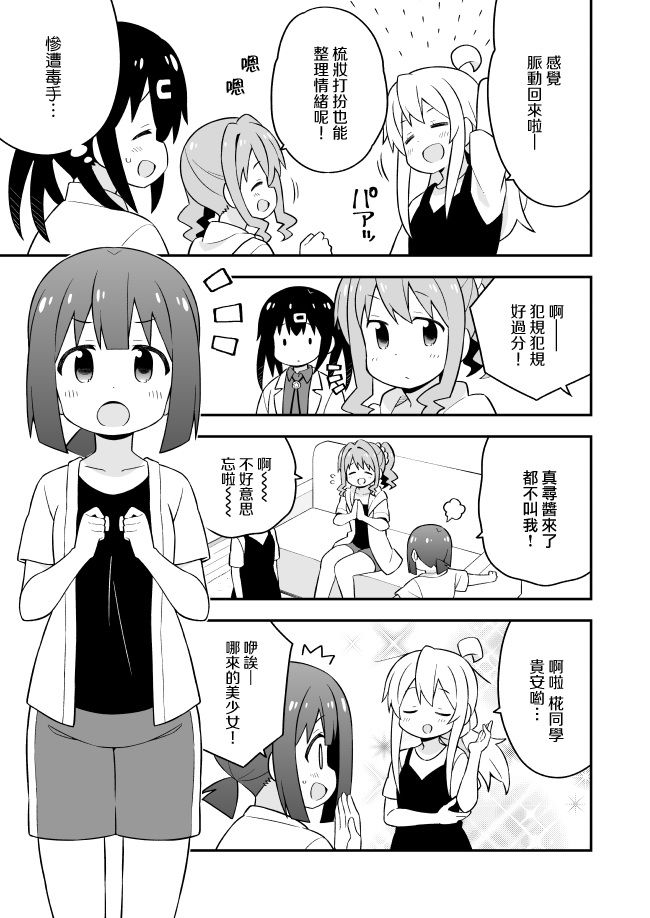 感覺
脈動回來啦—
梳妝打扮也能
整理情緒呢！
嗯
嗯
パアッ
慘遭毒手…
啊——
犯規犯規
好過分！
真尋醬來了
都不叫我！
啊~~
不好意思
忘啦~~
啊啦 椛同學
貴安喲…
咿誒—
哪來的美少女！